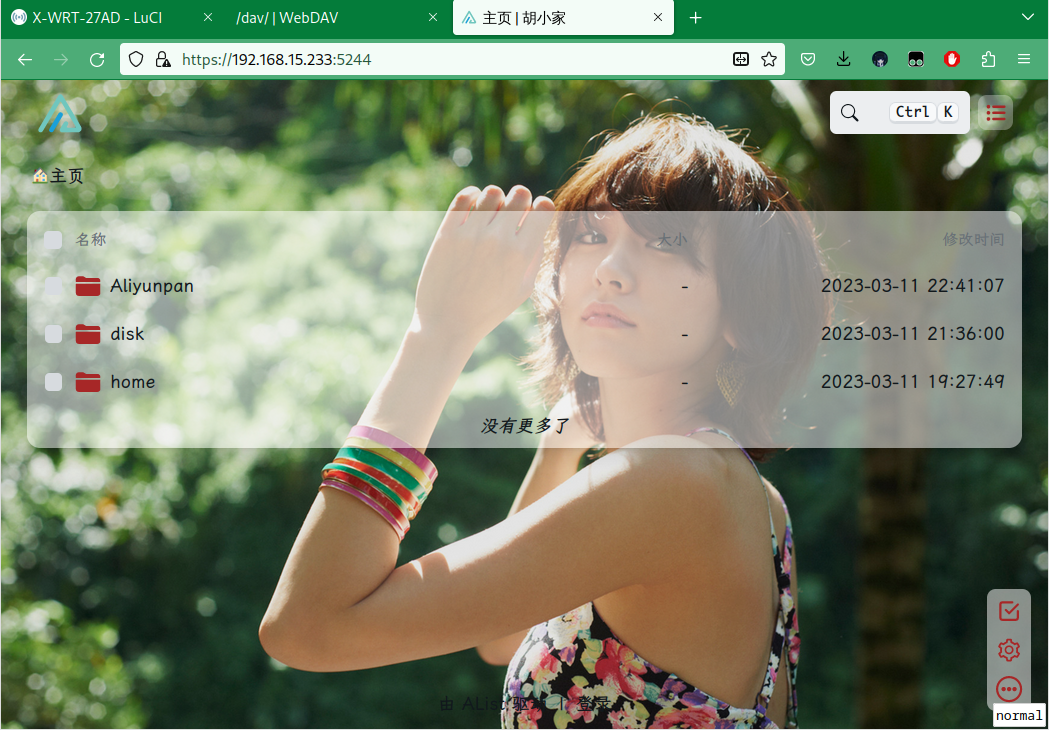 X-WRT-27AD - LuCI
/dav/ | WebDAV
主页 | 胡小家
https://192.168.15.233:5244
Ctrl K
主页
名称 大小 修改时间
Aliyunpan - 2023-03-11 22:41:07
disk - 2023-03-11 21:36:00
home - 2023-03-11 19:27:49
没有更多了
由 AList 驱动 | 登录
normal